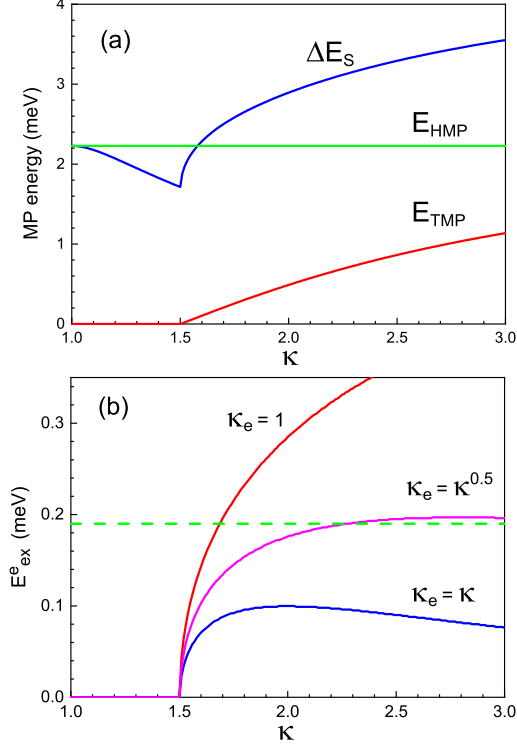 (a)
ΔE_S
E_HMP
E_TMP
MP energy (meV)
4
3
2
1
0
1.0 1.5 2.0 2.5 3.0
κ
(b)
κ_e = 1
κ_e = κ^0.5
κ_e = κ
E^e_ex (meV)
0.3
0.2
0.1
0.0
1.0 1.5 2.0 2.5 3.0
κ